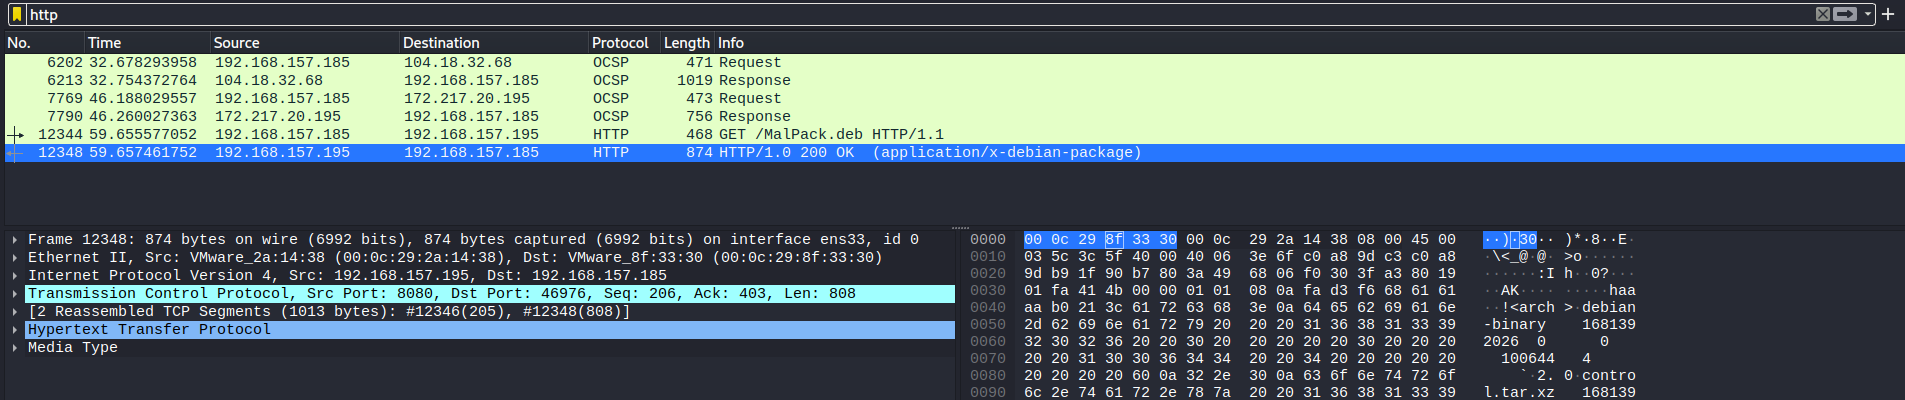 http
No. Time Source Destination Protocol Length Info
6202 32.678293958 192.168.157.185 104.18.32.68 OCSP 471 Request
6213 32.754372764 104.18.32.68 192.168.157.185 OCSP 1019 Response
7769 46.188029557 192.168.157.185 172.217.20.195 OCSP 473 Request
7790 46.260027363 172.217.20.195 192.168.157.185 OCSP 756 Response
12344 59.655577052 192.168.157.185 192.168.157.195 HTTP 468 GET /MalPack.deb HTTP/1.1
12348 59.657461752 192.168.157.195 192.168.157.185 HTTP 874 HTTP/1.0 200 OK  (application/x-debian-package)
Frame 12348: 874 bytes on wire (6992 bits), 874 bytes captured (6992 bits) on interface ens33, id 0
Ethernet II, Src: VMware_2a:14:38 (00:0c:29:2a:14:38), Dst: VMware_8f:33:30 (00:0c:29:8f:33:30)
Internet Protocol Version 4, Src: 192.168.157.195, Dst: 192.168.157.185
Transmission Control Protocol, Src Port: 8080, Dst Port: 46976, Seq: 206, Ack: 403, Len: 808
[2 Reassembled TCP Segments (1013 bytes): #12346(205), #12348(808)]
Hypertext Transfer Protocol
Media Type
0000 00 0c 29 8f 33 30 00 0c 29 2a 14 38 08 00 45 00 ··)·30·· )*·8··E·
0010 03 5c 3c 5f 40 00 40 06 3e 6f c0 a8 9d c3 c0 a8 ·\<_@·@· >o······
0020 9d b9 1f 90 b7 80 3a 49 68 06 f0 30 3f a3 80 19 ······:I h··0?···
0030 01 fa 41 4b 00 00 01 01 08 0a fa d3 f6 68 61 61 ··AK···· ·····haa
0040 aa b0 21 3c 61 72 63 68 3e 0a 64 65 62 69 61 6e ··!<arch >·debian
0050 2d 62 69 6e 61 72 79 20 20 20 31 36 38 31 33 39 -binary   168139
0060 32 30 32 36 20 20 30 20 20 20 20 20 30 20 20 20 2026  0     0
0070 20 20 31 30 30 36 34 34 20 20 34 20 20 20 20 20   100644   4
0080 20 20 20 20 60 0a 32 2e 30 0a 63 6f 6e 74 72 6f     `·2. 0·contro
0090 6c 2e 74 61 72 2e 78 7a 20 20 31 36 38 31 33 39 l.tar.xz   168139